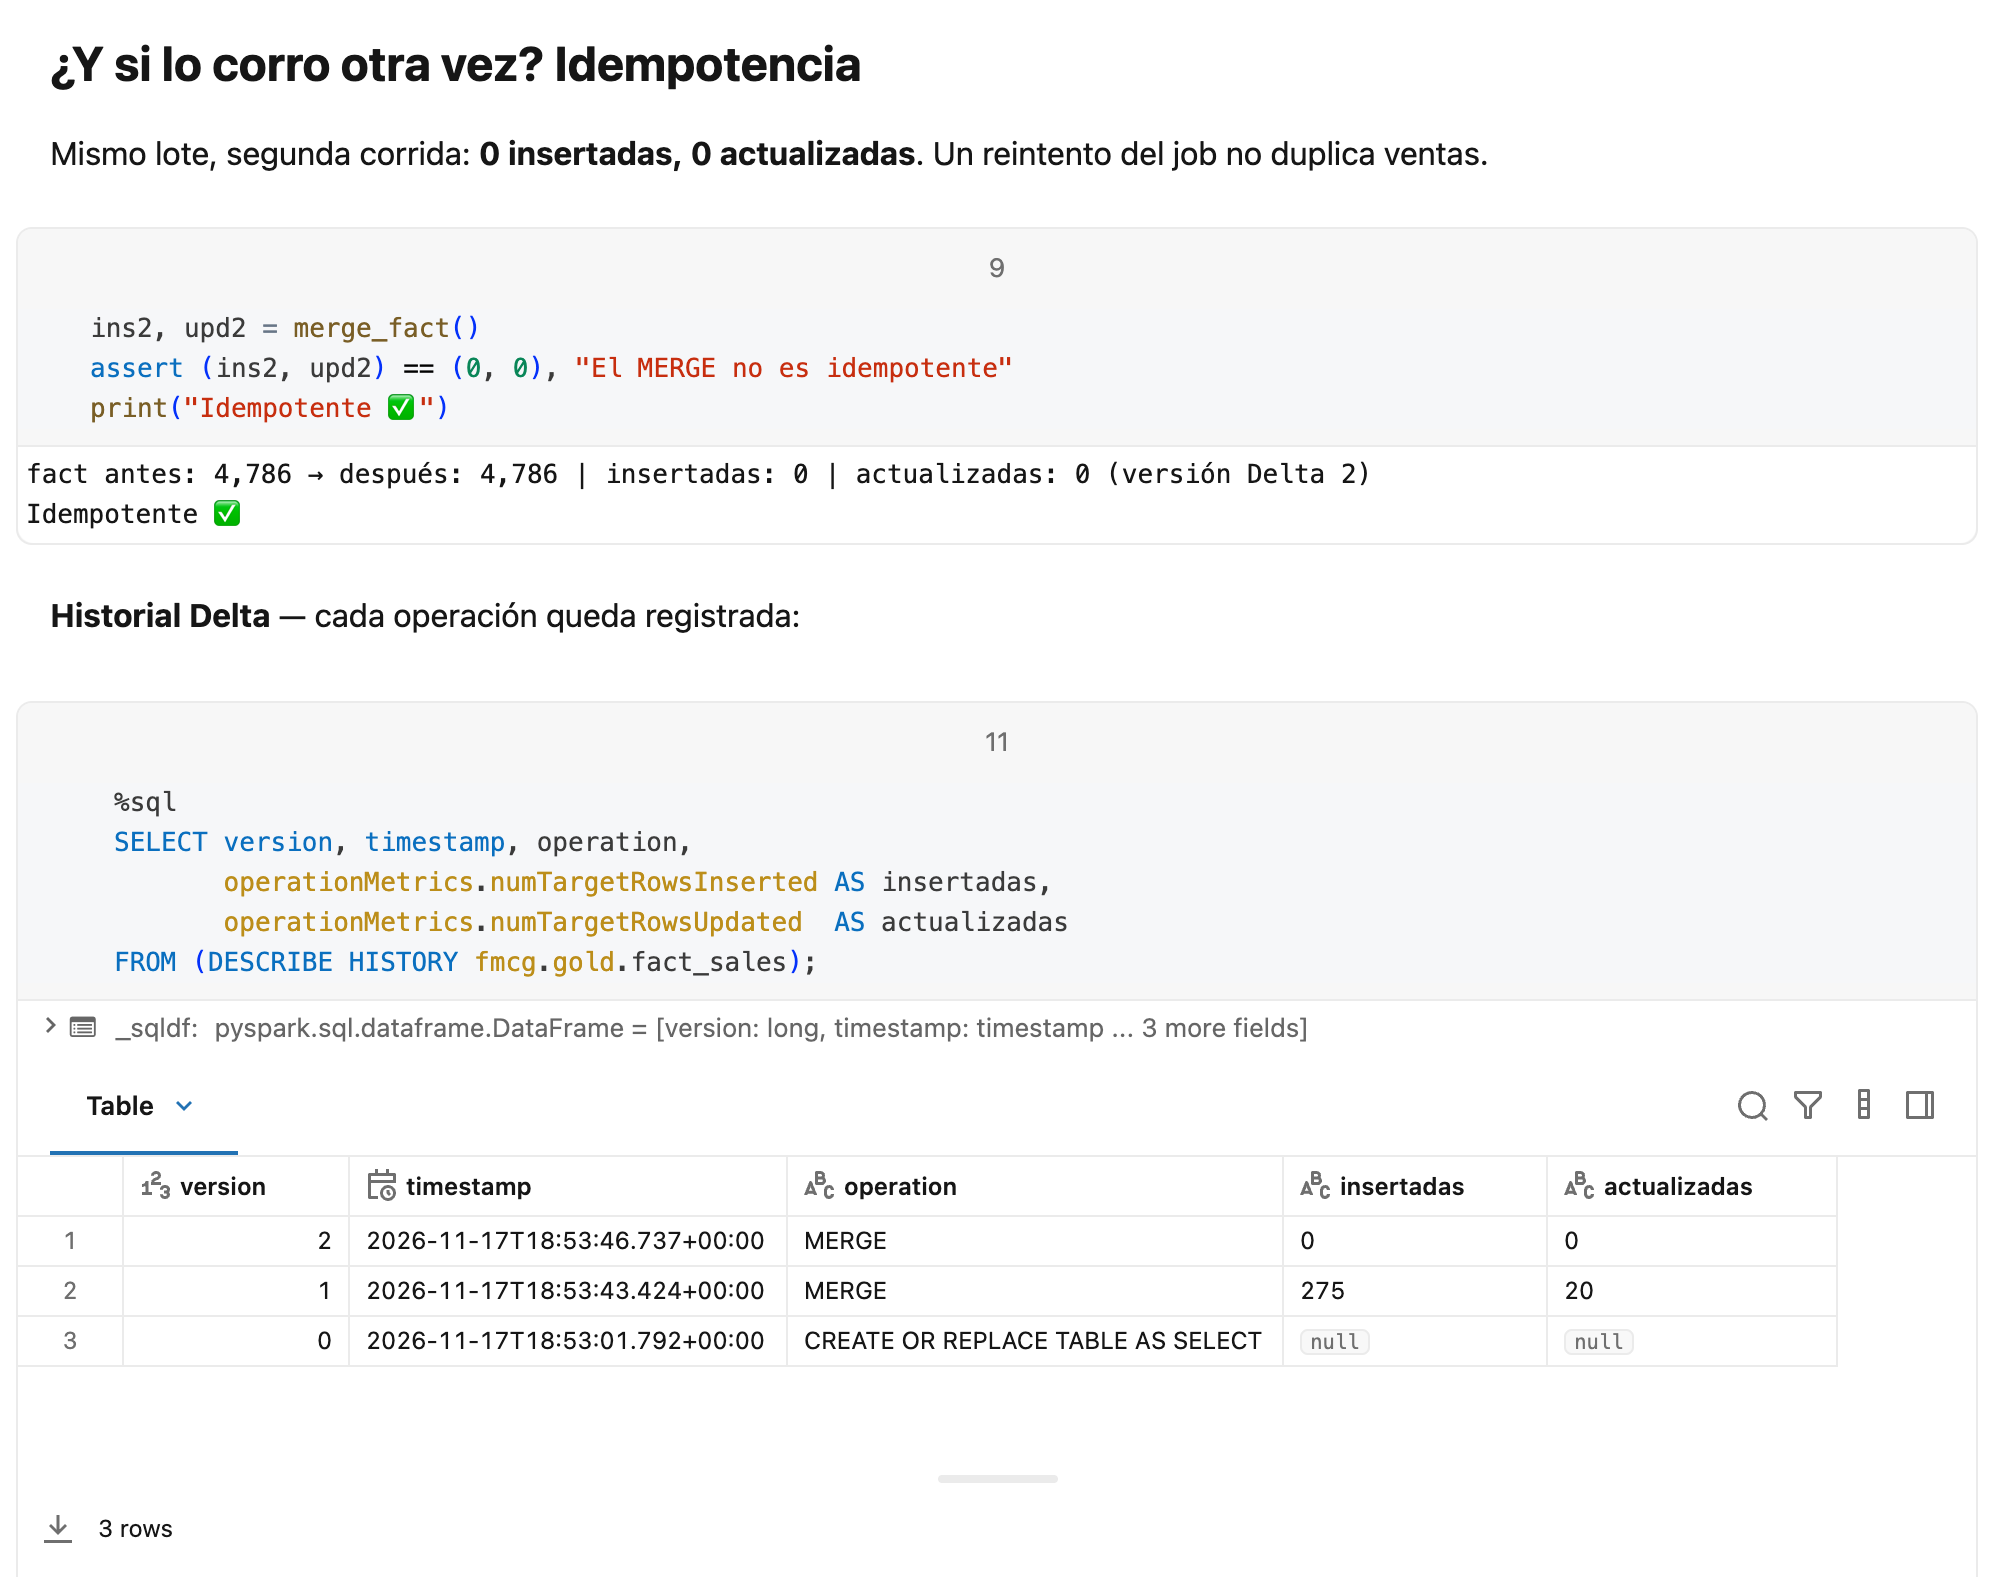 ¿Y si lo corro otra vez? Idempotencia
Mismo lote, segunda corrida: 0 insertadas, 0 actualizadas. Un reintento del job no duplica ventas.
9
ins2, upd2 = merge_fact()
assert (ins2, upd2) == (0, 0), "El MERGE no es idempotente"
print("Idempotente ✅")
fact antes: 4,786 → después: 4,786 | insertadas: 0 | actualizadas: 0 (versión Delta 2)
Idempotente ✅
Historial Delta — cada operación queda registrada:
11
%sql
SELECT version, timestamp, operation,
operationMetrics.numTargetRowsInserted AS insertadas,
operationMetrics.numTargetRowsUpdated  AS actualizadas
FROM (DESCRIBE HISTORY fmcg.gold.fact_sales);
_sqldf: pyspark.sql.dataframe.DataFrame = [version: long, timestamp: timestamp ... 3 more fields]
Table
version timestamp operation insertadas actualizadas
1 2 2026-11-17T18:53:46.737+00:00 MERGE 0 0
2 1 2026-11-17T18:53:43.424+00:00 MERGE 275 20
3 0 2026-11-17T18:53:01.792+00:00 CREATE OR REPLACE TABLE AS SELECT null null
3 rows